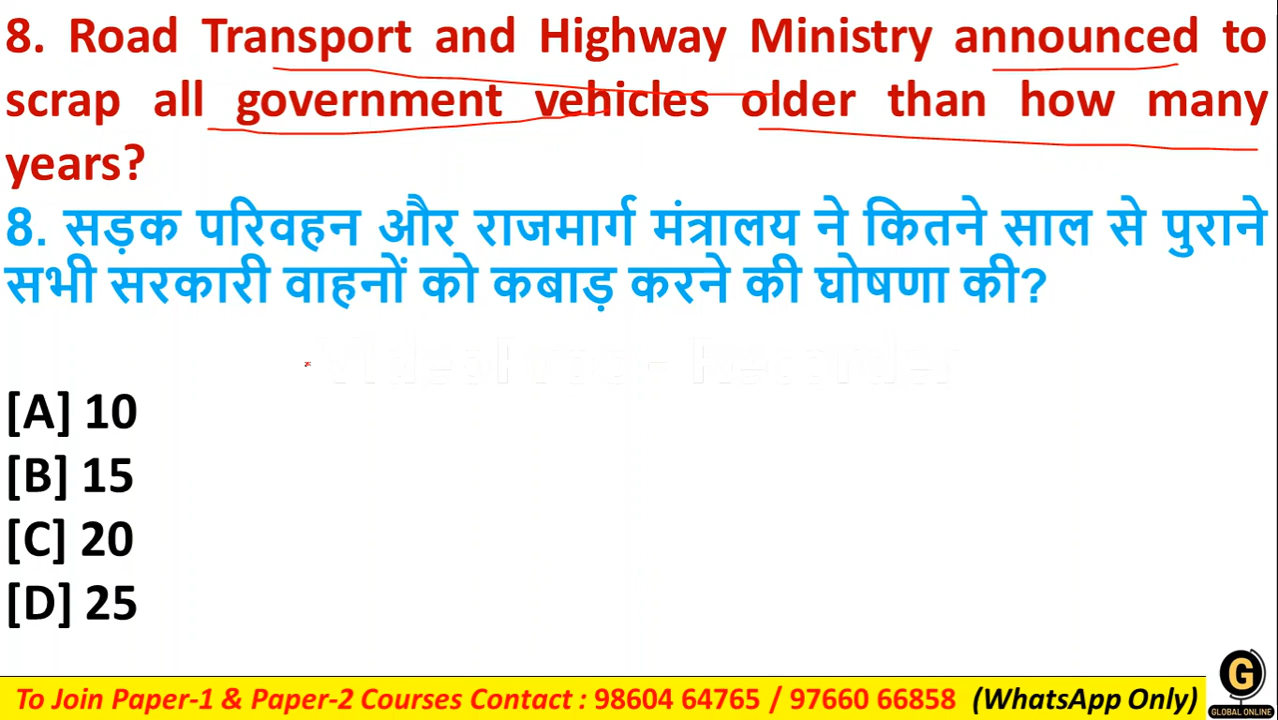 8. Road Transport and Highway Ministry announced to
scrap all government vehicles older than how many
years?
8. सड़क परिवहन और राजमार्ग मंत्रालय ने कितने साल से पुराने
सभी सरकारी वाहनों को कबाड़ करने की घोषणा की?
[A] 10
[B] 15
[C] 20
[D] 25
To Join Paper-1 & Paper-2 Courses Contact : 98604 64765 / 97660 66858 (WhatsApp Only)
G
GLOBAL ONLINE